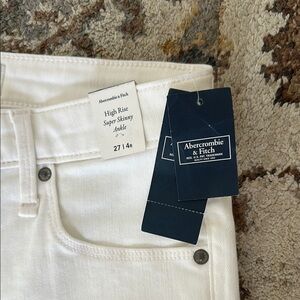 Abercrombie & Fitch
High Rise
Super Skinny
Ankle
27 | 4R
Abercrombie
& Fitch